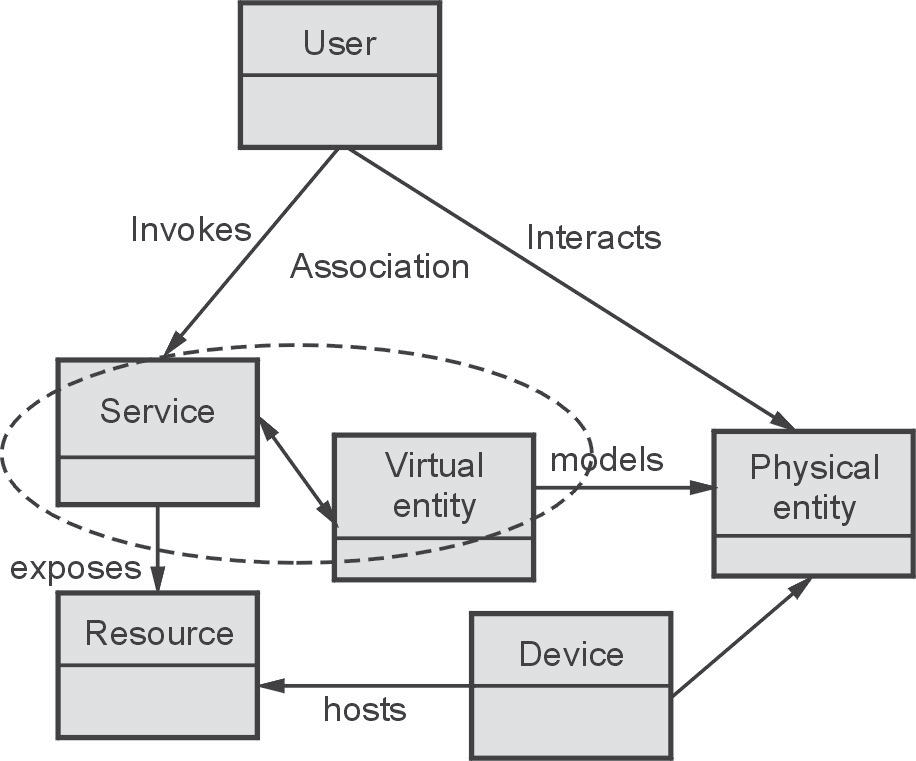 User
Invokes
Interacts
Association
Service
Virtual
entity
models
Physical
entity
exposes
Resource
Device
hosts